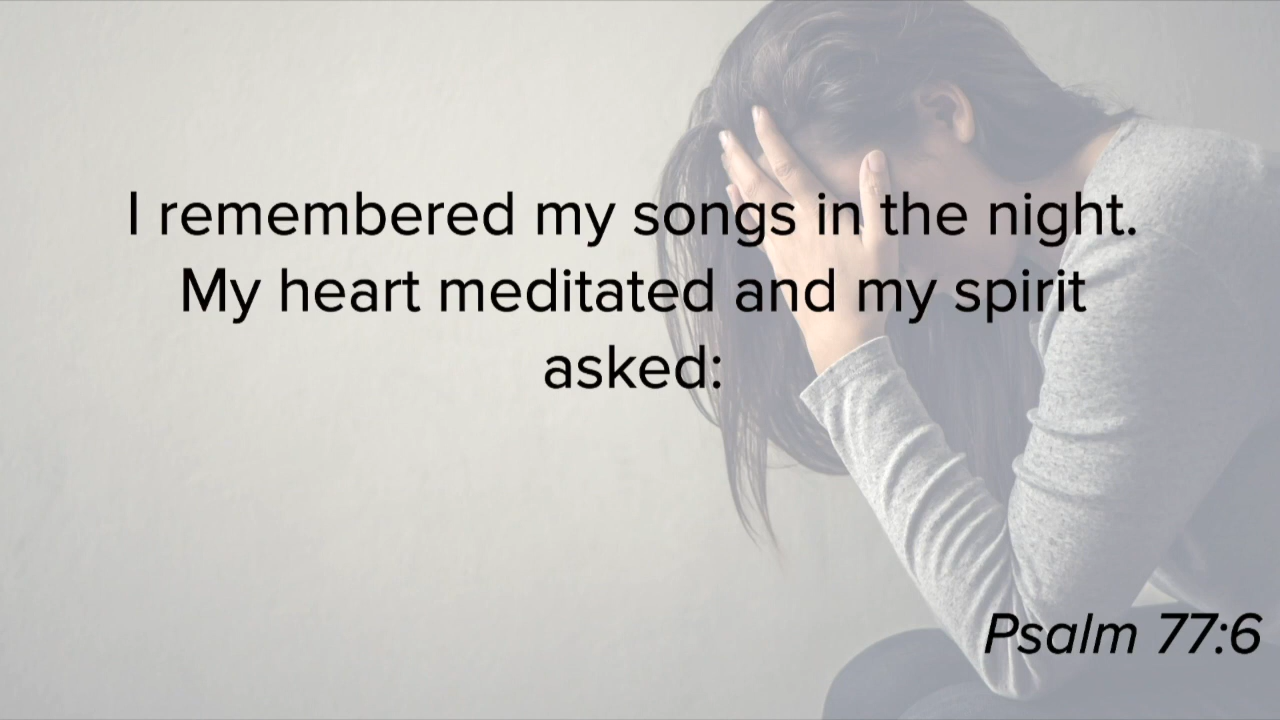 I remembered my songs in the night.
My heart meditated and my spirit
asked:
Psalm 77:6